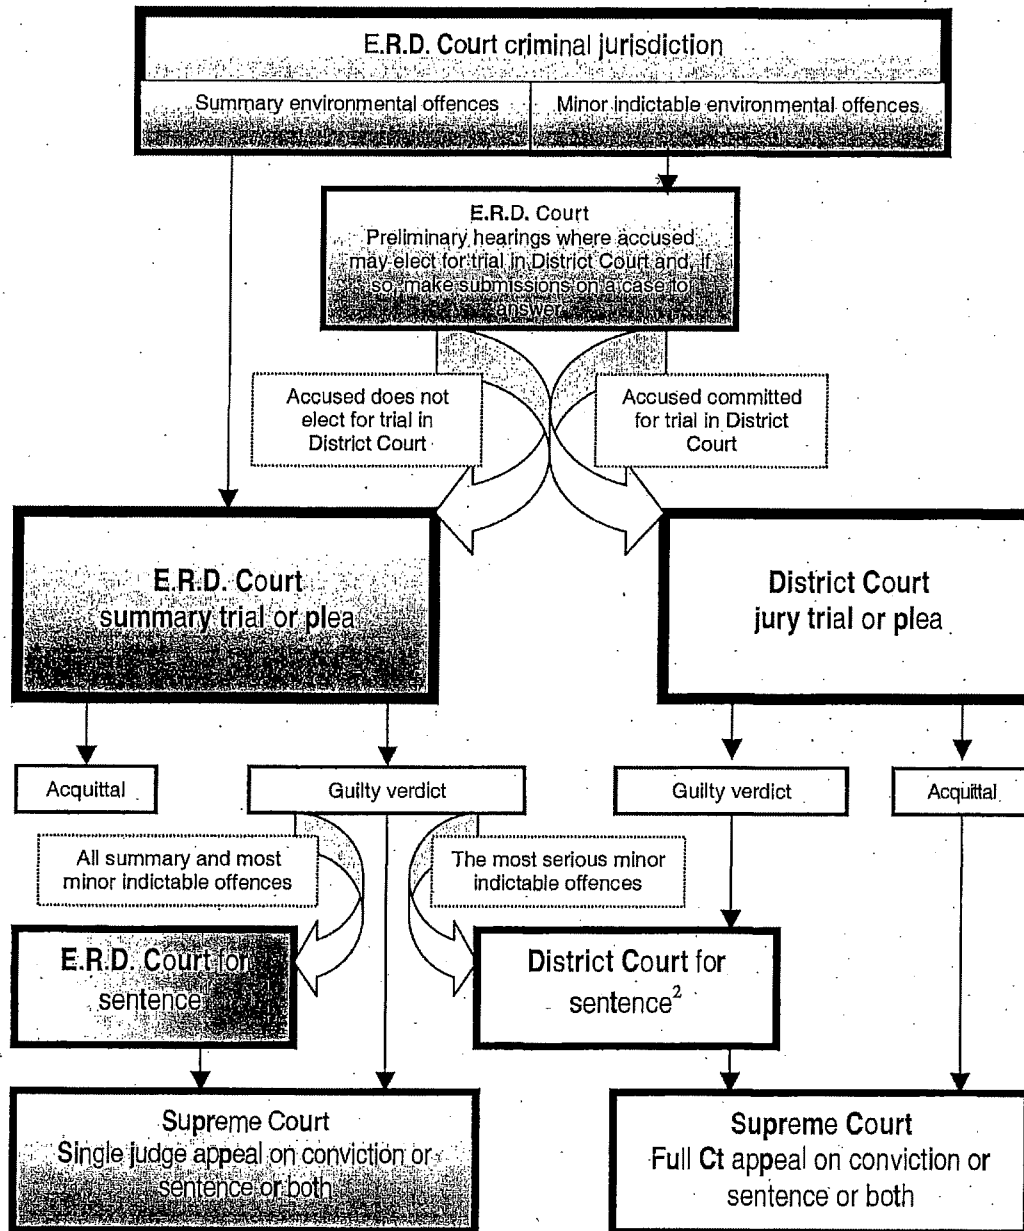 E.R.D. Court criminal jurisdiction
Summary environmental offences
Minor indictable environmental offences
E.R.D. Court
Preliminary hearings where accused
may elect for trial in District Court and, if
so, make submissions on a case to
answer
Accused does not
elect for trial in
District Court
Accused committed
for trial in District
Court
E.R.D. Court
summary trial or plea
District Court
jury trial or plea
Acquittal
Guilty verdict
Guilty verdict
Acquittal
All summary and most
minor indictable offences
The most serious minor
indictable offences
E.R.D. Court for
sentence
District Court for
sentence²
Supreme Court
Single judge appeal on conviction or
sentence or both
Supreme Court
Full Ct appeal on conviction or
sentence or both